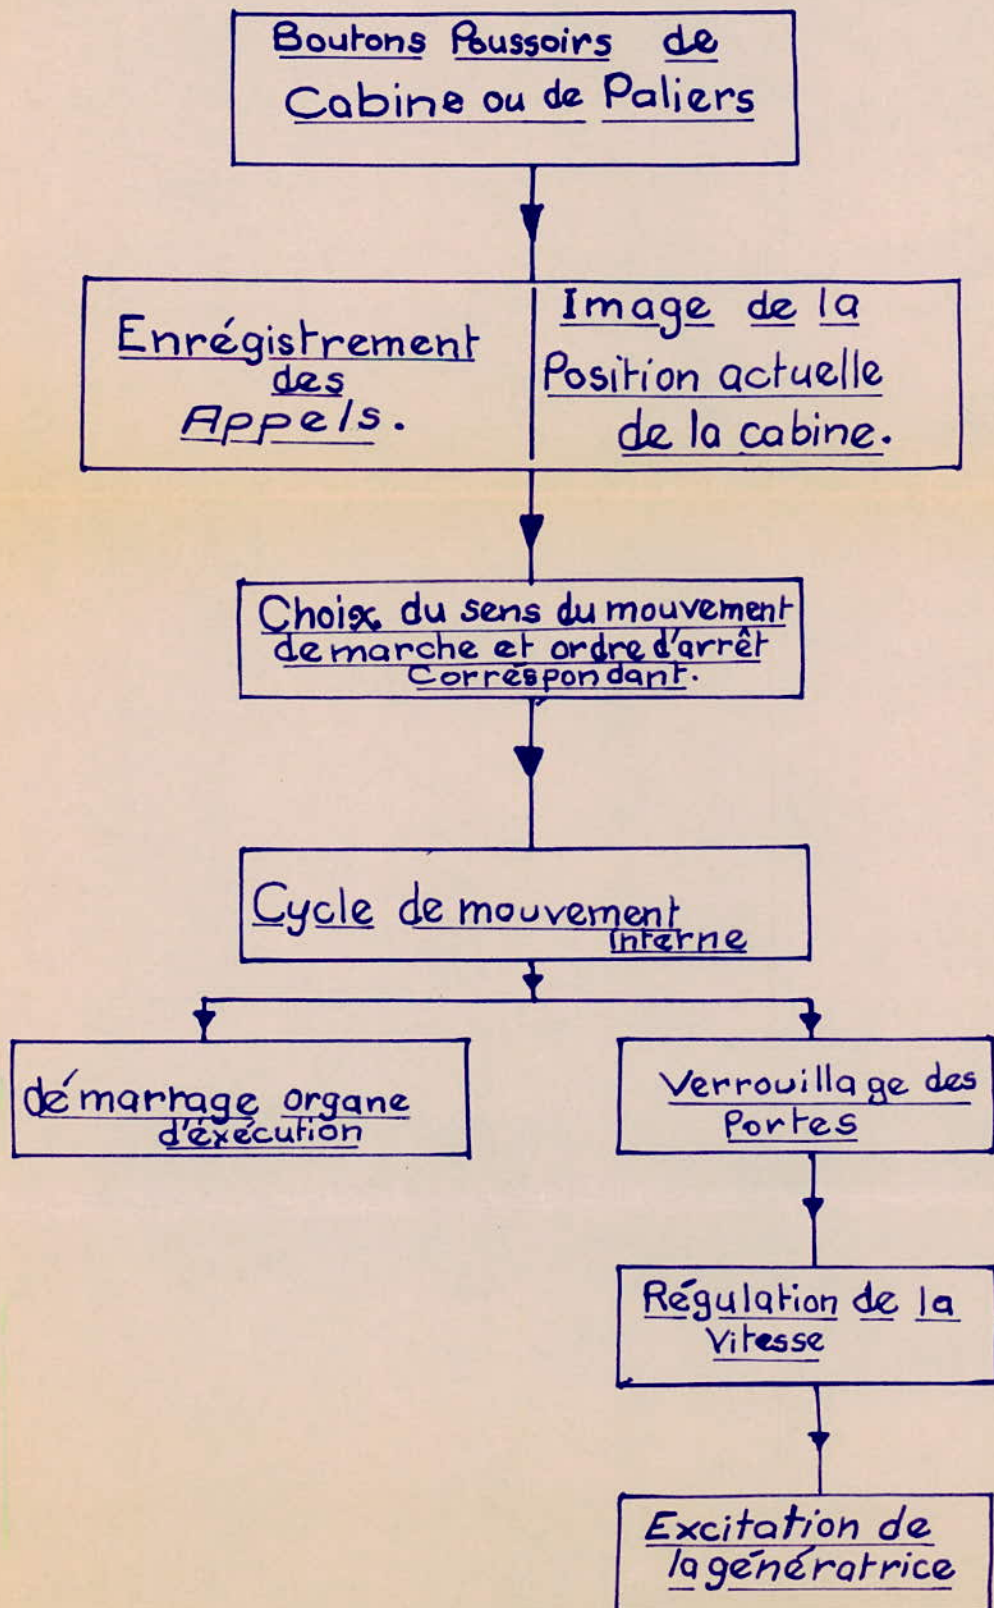 Boutons Poussoirs de
Cabine ou de Paliers
Enrégistrement
des
Appels.
Image de la
Position actuelle
de la cabine.
Choix du sens du mouvement
de marche et ordre d'arrêt
Correspondant.
Cycle de mouvement
interne
démarrage organe
d'éxécution
Verrouillage des
Portes
Régulation de la
Vitesse
Excitation de
la génératrice